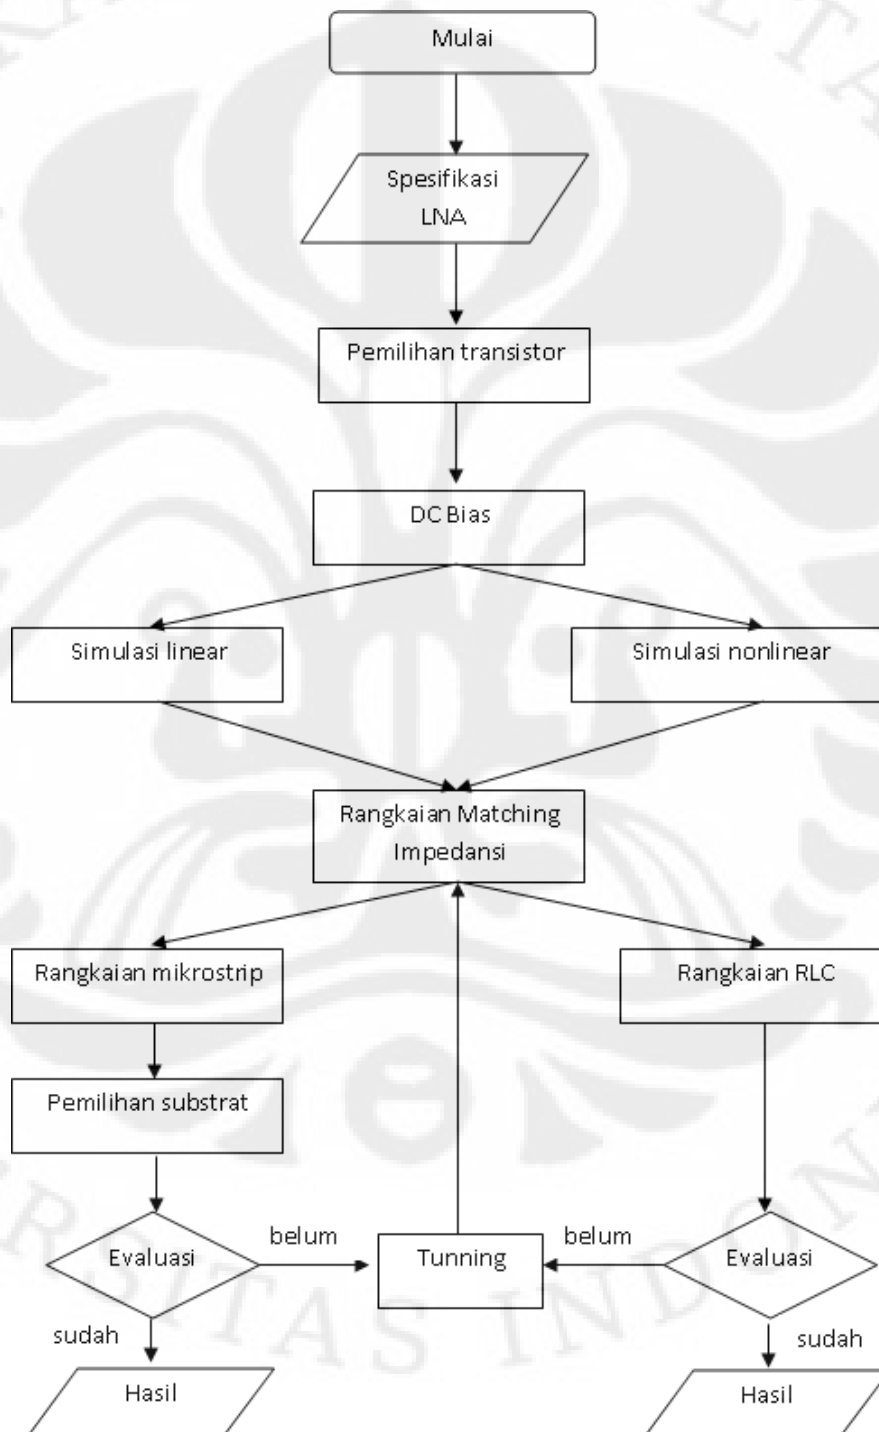 Mulai
Spesifikasi
LNA
Pemilihan transistor
DC Bias
Simulasi linear
Simulasi nonlinear
Rangkaian Matching
Impedansi
Rangkaian mikrostrip
Rangkaian RLC
Pemilihan substrat
Evaluasi
belum
Tunning
belum
Evaluasi
sudah
sudah
Hasil
Hasil